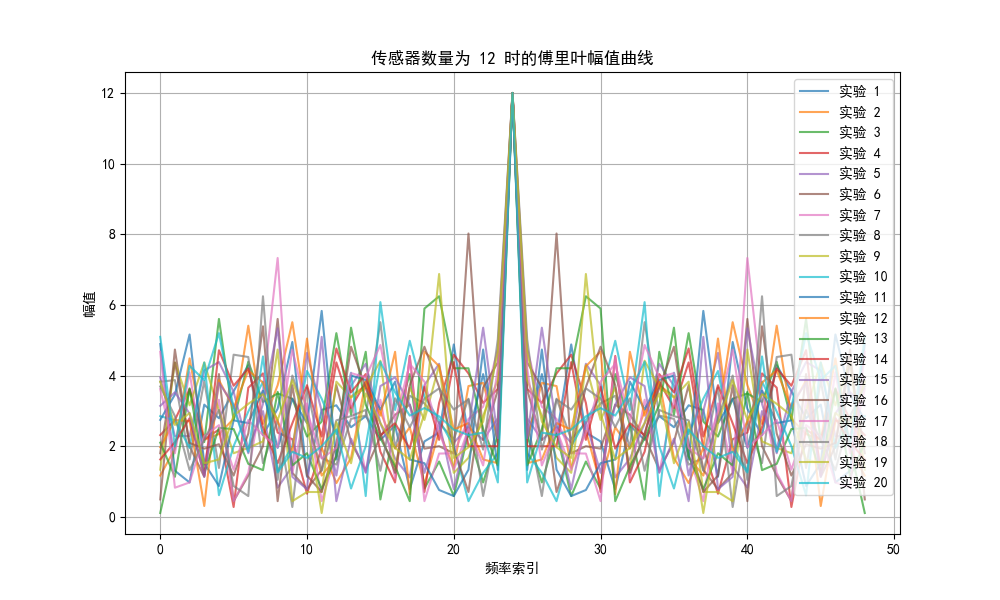 传感器数量为 12 时的傅里叶幅值曲线
幅值
12
10
8
6
4
2
0
0 10 20 30 40 50
频率索引
实验 1
实验 2
实验 3
实验 4
实验 5
实验 6
实验 7
实验 8
实验 9
实验 10
实验 11
实验 12
实验 13
实验 14
实验 15
实验 16
实验 17
实验 18
实验 19
实验 20